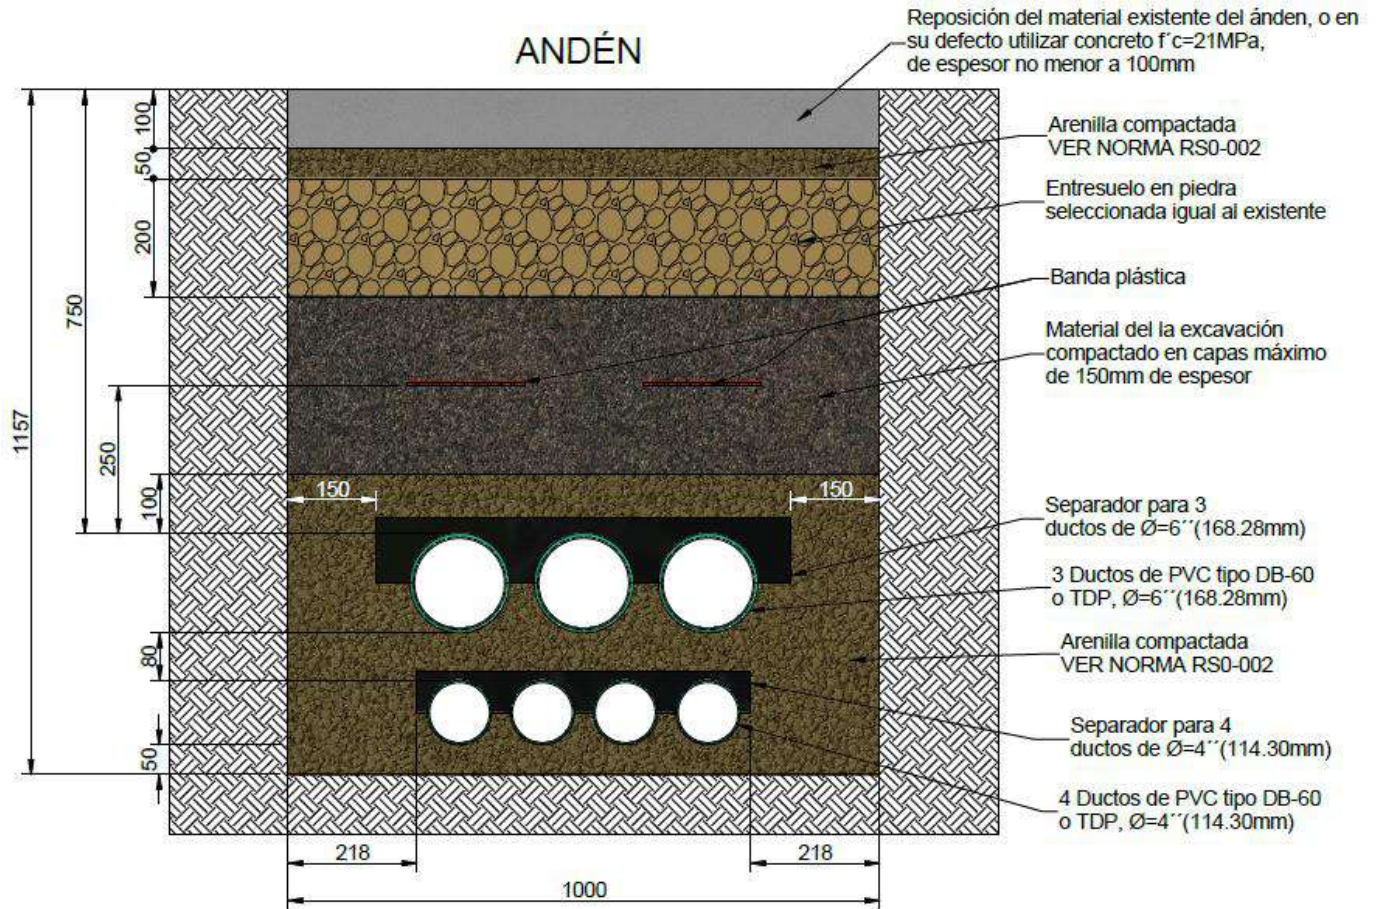 ANDÉN
Reposición del material existente del ánden, o en
su defecto utilizar concreto f´c=21MPa,
de espesor no menor a 100mm
Arenilla compactada
VER NORMA RS0-002
Entresuelo en piedra
seleccionada igual al existente
Banda plástica
Material del la excavación
compactado en capas máximo
de 150mm de espesor
Separador para 3
ductos de Ø=6´´(168.28mm)
3 Ductos de PVC tipo DB-60
o TDP, Ø=6´´(168.28mm)
Arenilla compactada
VER NORMA RS0-002
Separador para 4
ductos de Ø=4´´(114.30mm)
4 Ductos de PVC tipo DB-60
o TDP, Ø=4´´(114.30mm)
1157
750
250
100
50
200
100
80
50
150
150
218
218
1000